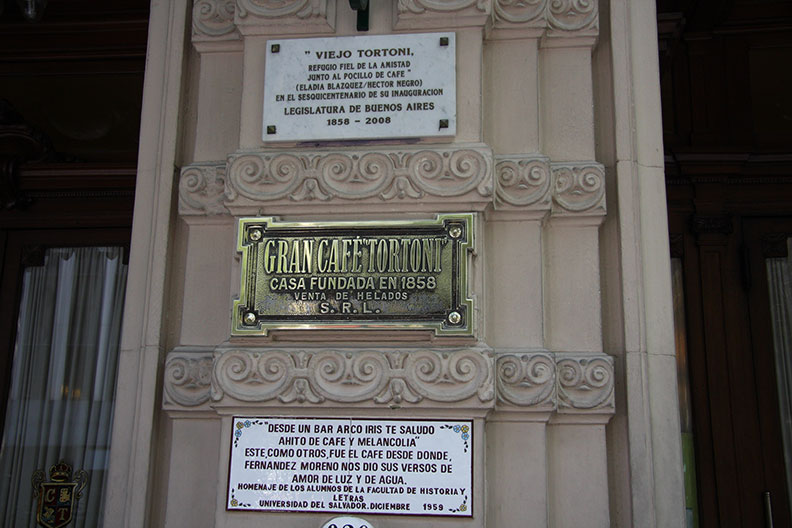 " VIEJO TORTONI,
REFUGIO FIEL DE LA AMISTAD
JUNTO AL POCILLO DE CAFE "
(ELADIA BLAZQUEZ/HECTOR NEGRO)
EN EL SESQUICENTENARIO DE SU INAUGURACION
LEGISLATURA DE BUENOS AIRES
1858 - 2008
GRAN CAFÉ "TORTONI"
CASA FUNDADA EN 1858
VENTA DE HELADOS
S. R. L.
"DESDE UN BAR ARCO IRIS TE SALUDO
AHITO DE CAFE Y MELANCOLIA"
ESTE, COMO OTROS, FUE EL CAFE DESDE DONDE,
FERNANDEZ MORENO NOS DIO SUS VERSOS DE
AMOR DE LUZ Y DE AGUA.
HOMENAJE DE LOS ALUMNOS DE LA FACULTAD DE HISTORIA Y
LETRAS
UNIVERSIDAD DEL SALVADOR. DICIEMBRE 1959
C T